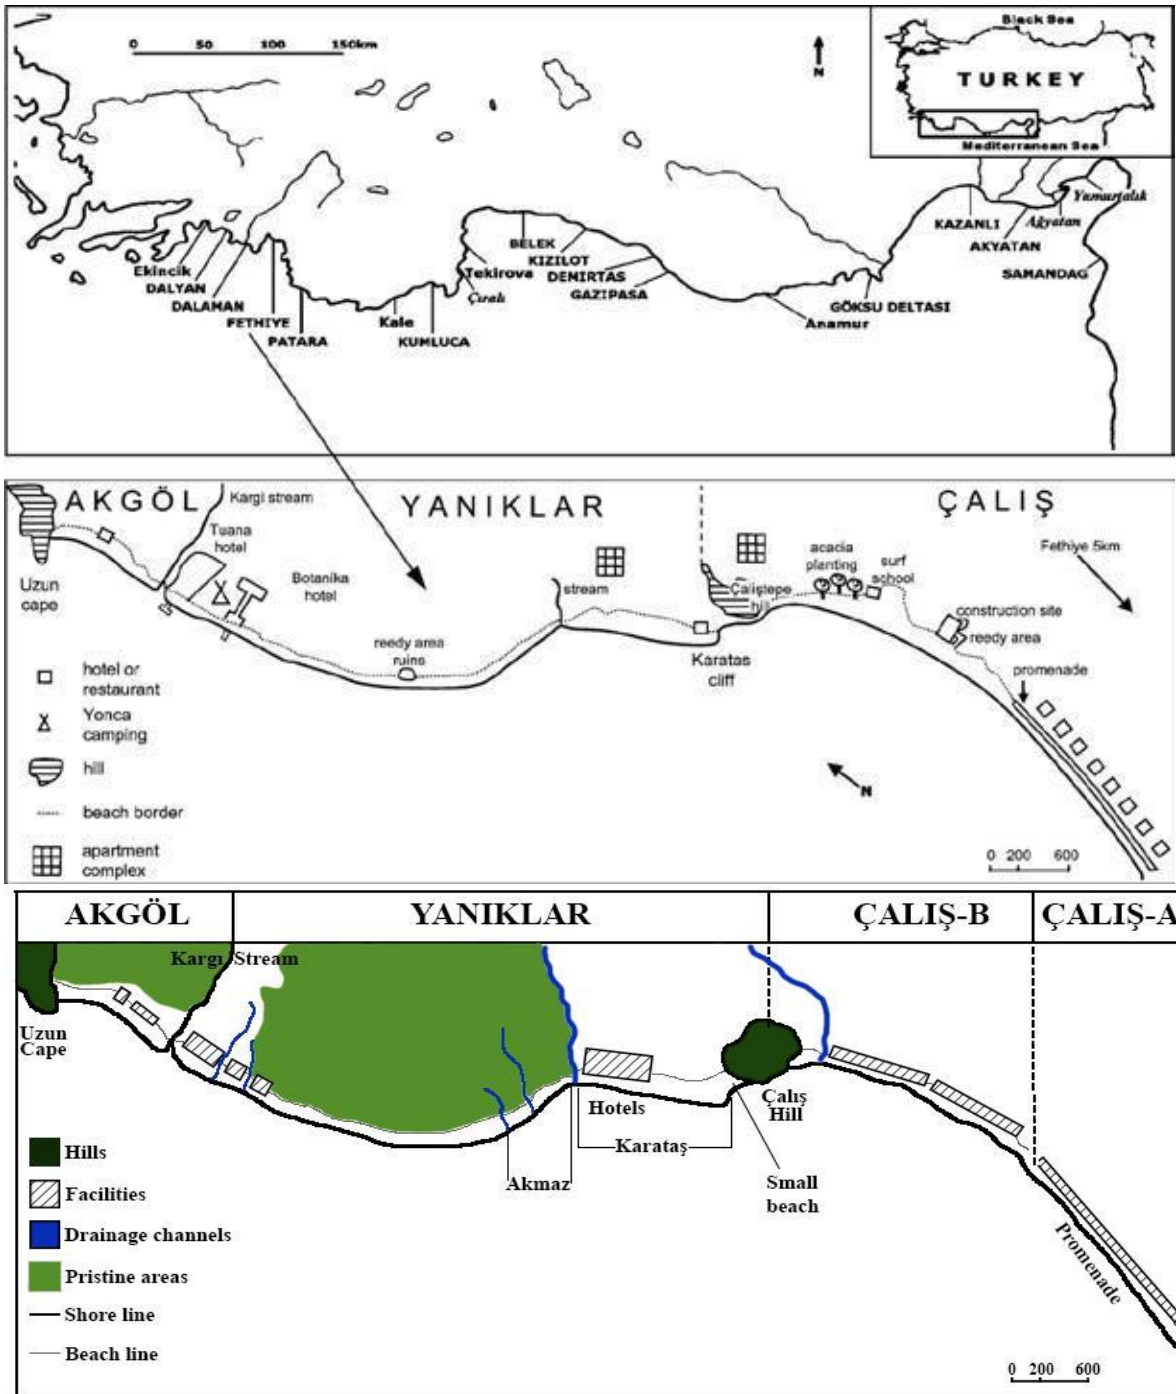 0 50 100 150km
N
Black Sea
TURKEY
Mediterranean Sea
Ekincik
DALYAN
DALAMAN
FETHIYE
PATARA
Kale
KUMLUCA
Tekirova
Çıralı
BELEK
KIZILOT
DEMIRTAS
GAZIPASA
Anamur
GÖKSU DELTASI
KAZANLI
AKYATAN
Ağyatan
Yumurtalık
SAMANDAG
AKGÖL
YANIKLAR
ÇALIŞ
Kargi stream
Tuana
hotel
Botanika
hotel
Uzun
cape
reedy area
ruins
stream
Çaliştepe
hill
Karatas
cliff
acacia
planting
surf
school
Fethiye 5km
construction site
reedy area
promenade
hotel or
restaurant
Yonca
camping
hill
beach border
apartment
complex
N
0 200 600
AKGÖL
YANIKLAR
ÇALIŞ-B
ÇALIŞ-A
Kargı Stream
Uzun
Cape
Hotels
Karataş
Akmaz
Çalış
Hill
Small
beach
Promenade
Hills
Facilities
Drainage channels
Pristine areas
Shore line
Beach line
0 200 600